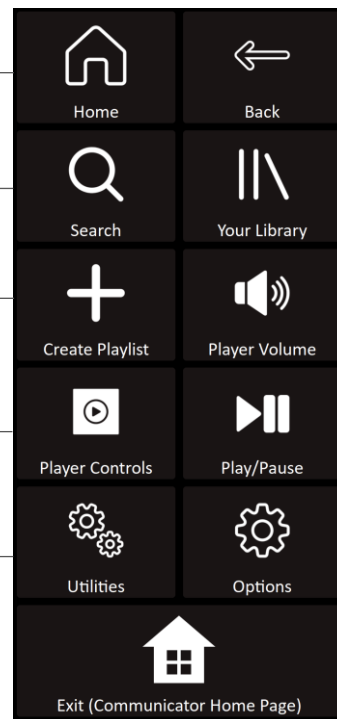 Home
Back
Search
Your Library
Create Playlist
Player Volume
Player Controls
Play/Pause
Utilities
Options
Exit (Communicator Home Page)